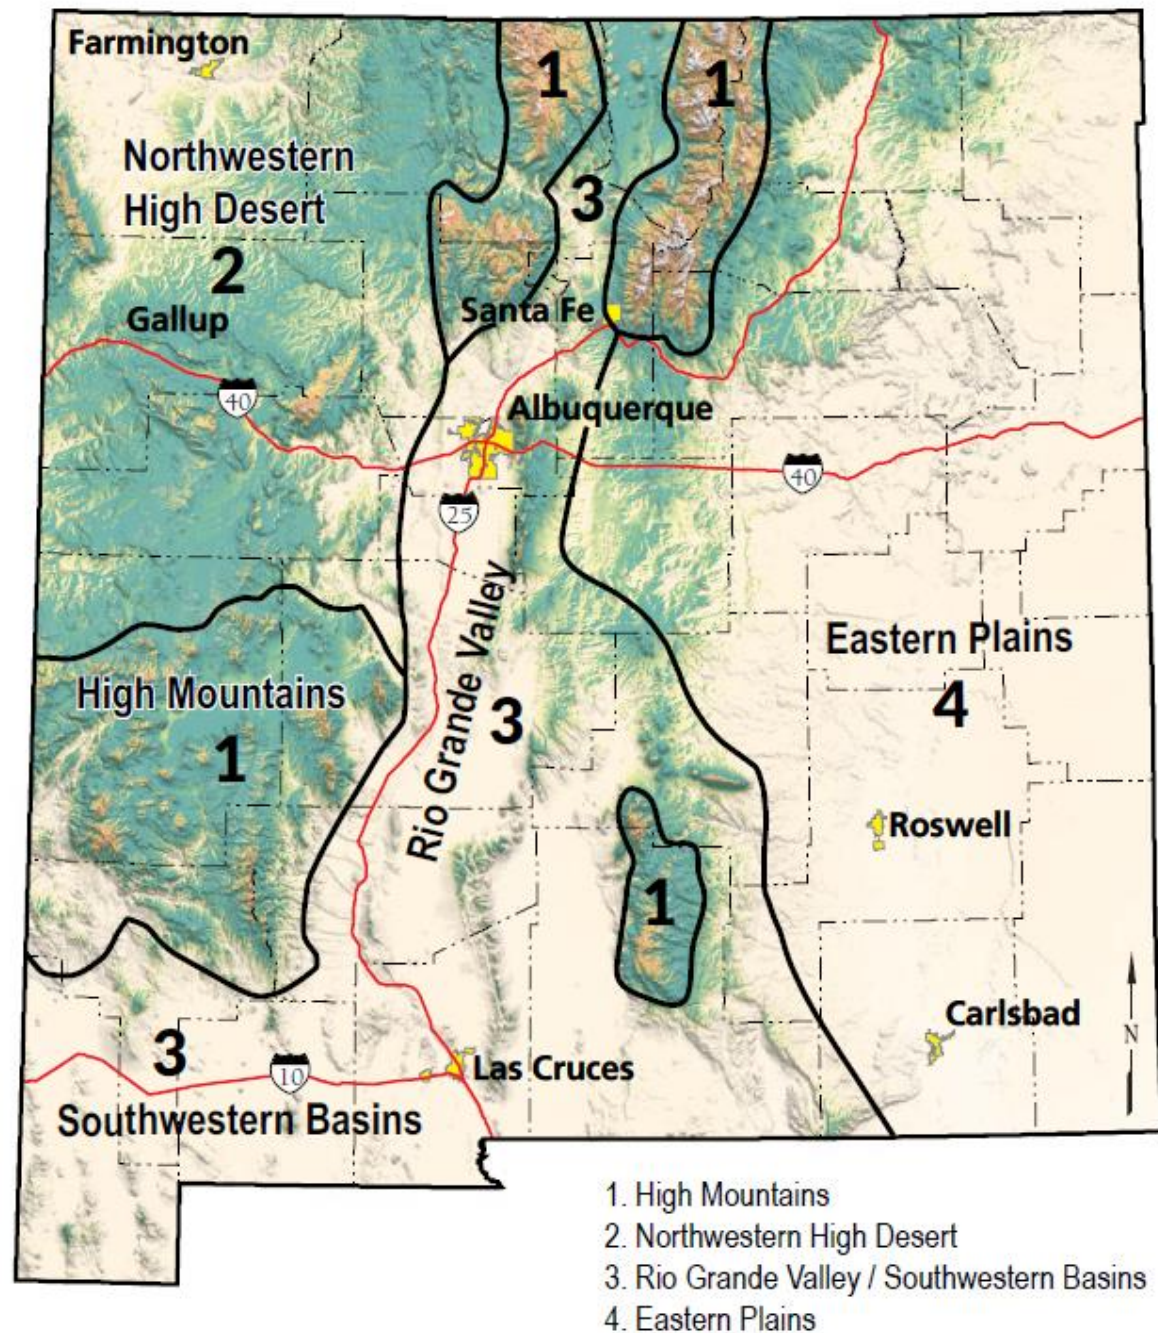 Farmington
1
1
Northwestern
High Desert
3
2
Santa Fe
Gallup
40
Albuquerque
40
25
Rio Grande Valley
Eastern Plains
High Mountains
4
3
1
Roswell
1
Carlsbad
N
3
Las Cruces
10
Southwestern Basins
1. High Mountains
2. Northwestern High Desert
3. Rio Grande Valley / Southwestern Basins
4. Eastern Plains